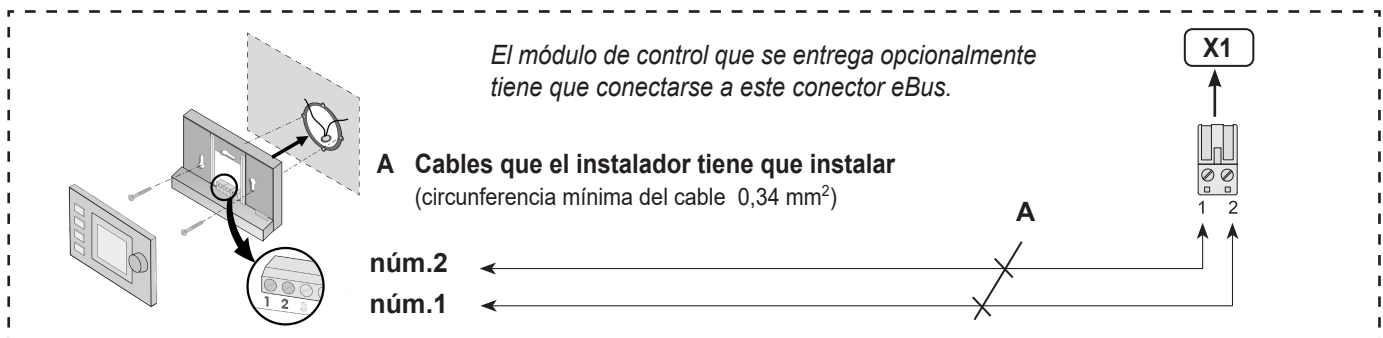 El módulo de control que se entrega opcionalmente
tiene que conectarse a este conector eBus.
X1
A Cables que el instalador tiene que instalar
(circunferencia mínima del cable 0,34 mm²)
A
1 2
núm.2
núm.1
1 2 3